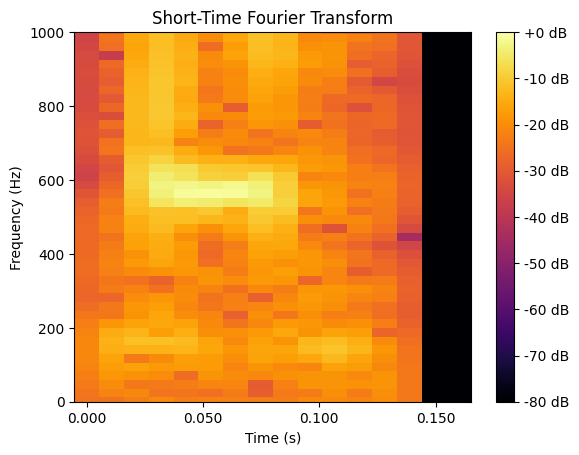 Short-Time Fourier Transform
1000
800
600
400
200
0
Frequency (Hz)
0.000
0.050
0.100
0.150
Time (s)
+0 dB
-10 dB
-20 dB
-30 dB
-40 dB
-50 dB
-60 dB
-70 dB
-80 dB